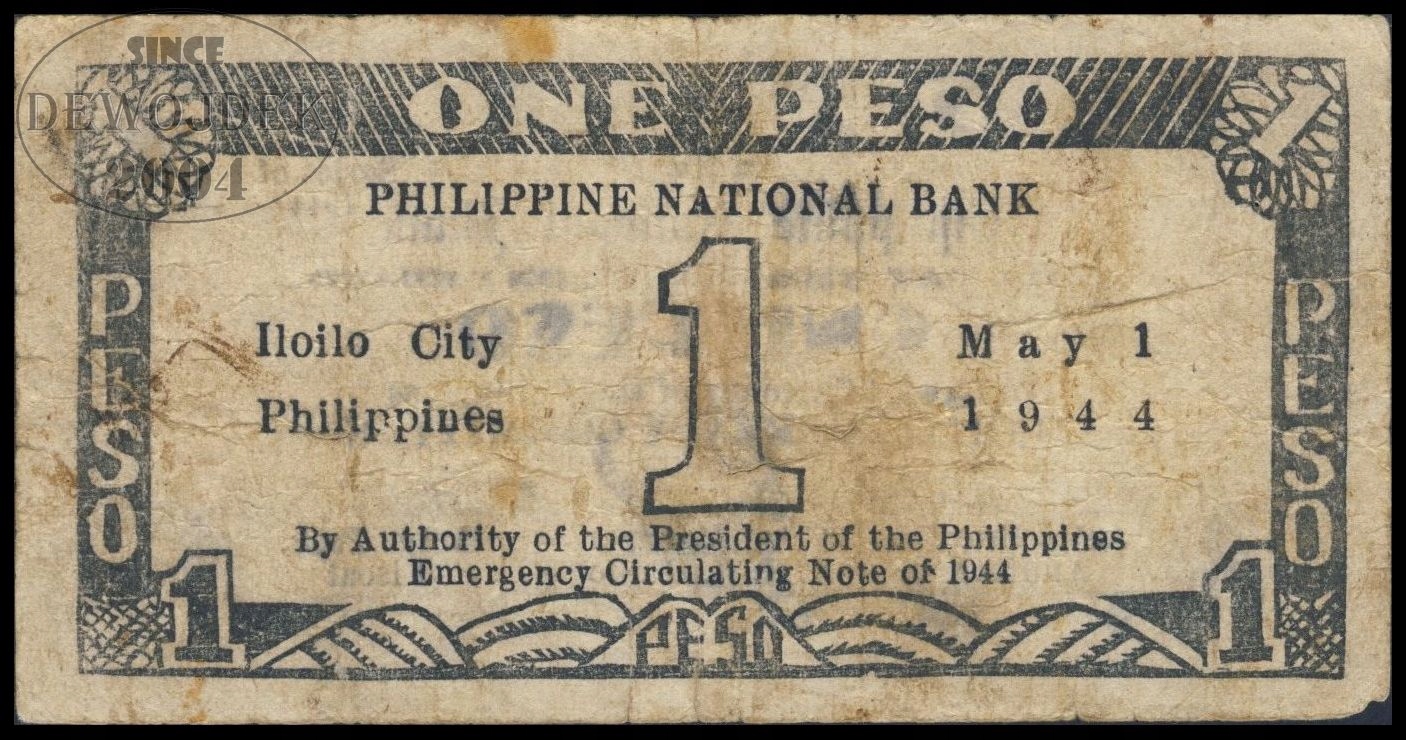 SINCE
DEWOJDEK
2004
1
ONE PESO
1
PHILIPPINE NATIONAL BANK
PESO
1
PESO
Iloilo City
May 1
Philippines
1944
By Authority of the President of the Philippines
Emergency Circulating Note of 1944
1
PESO
1